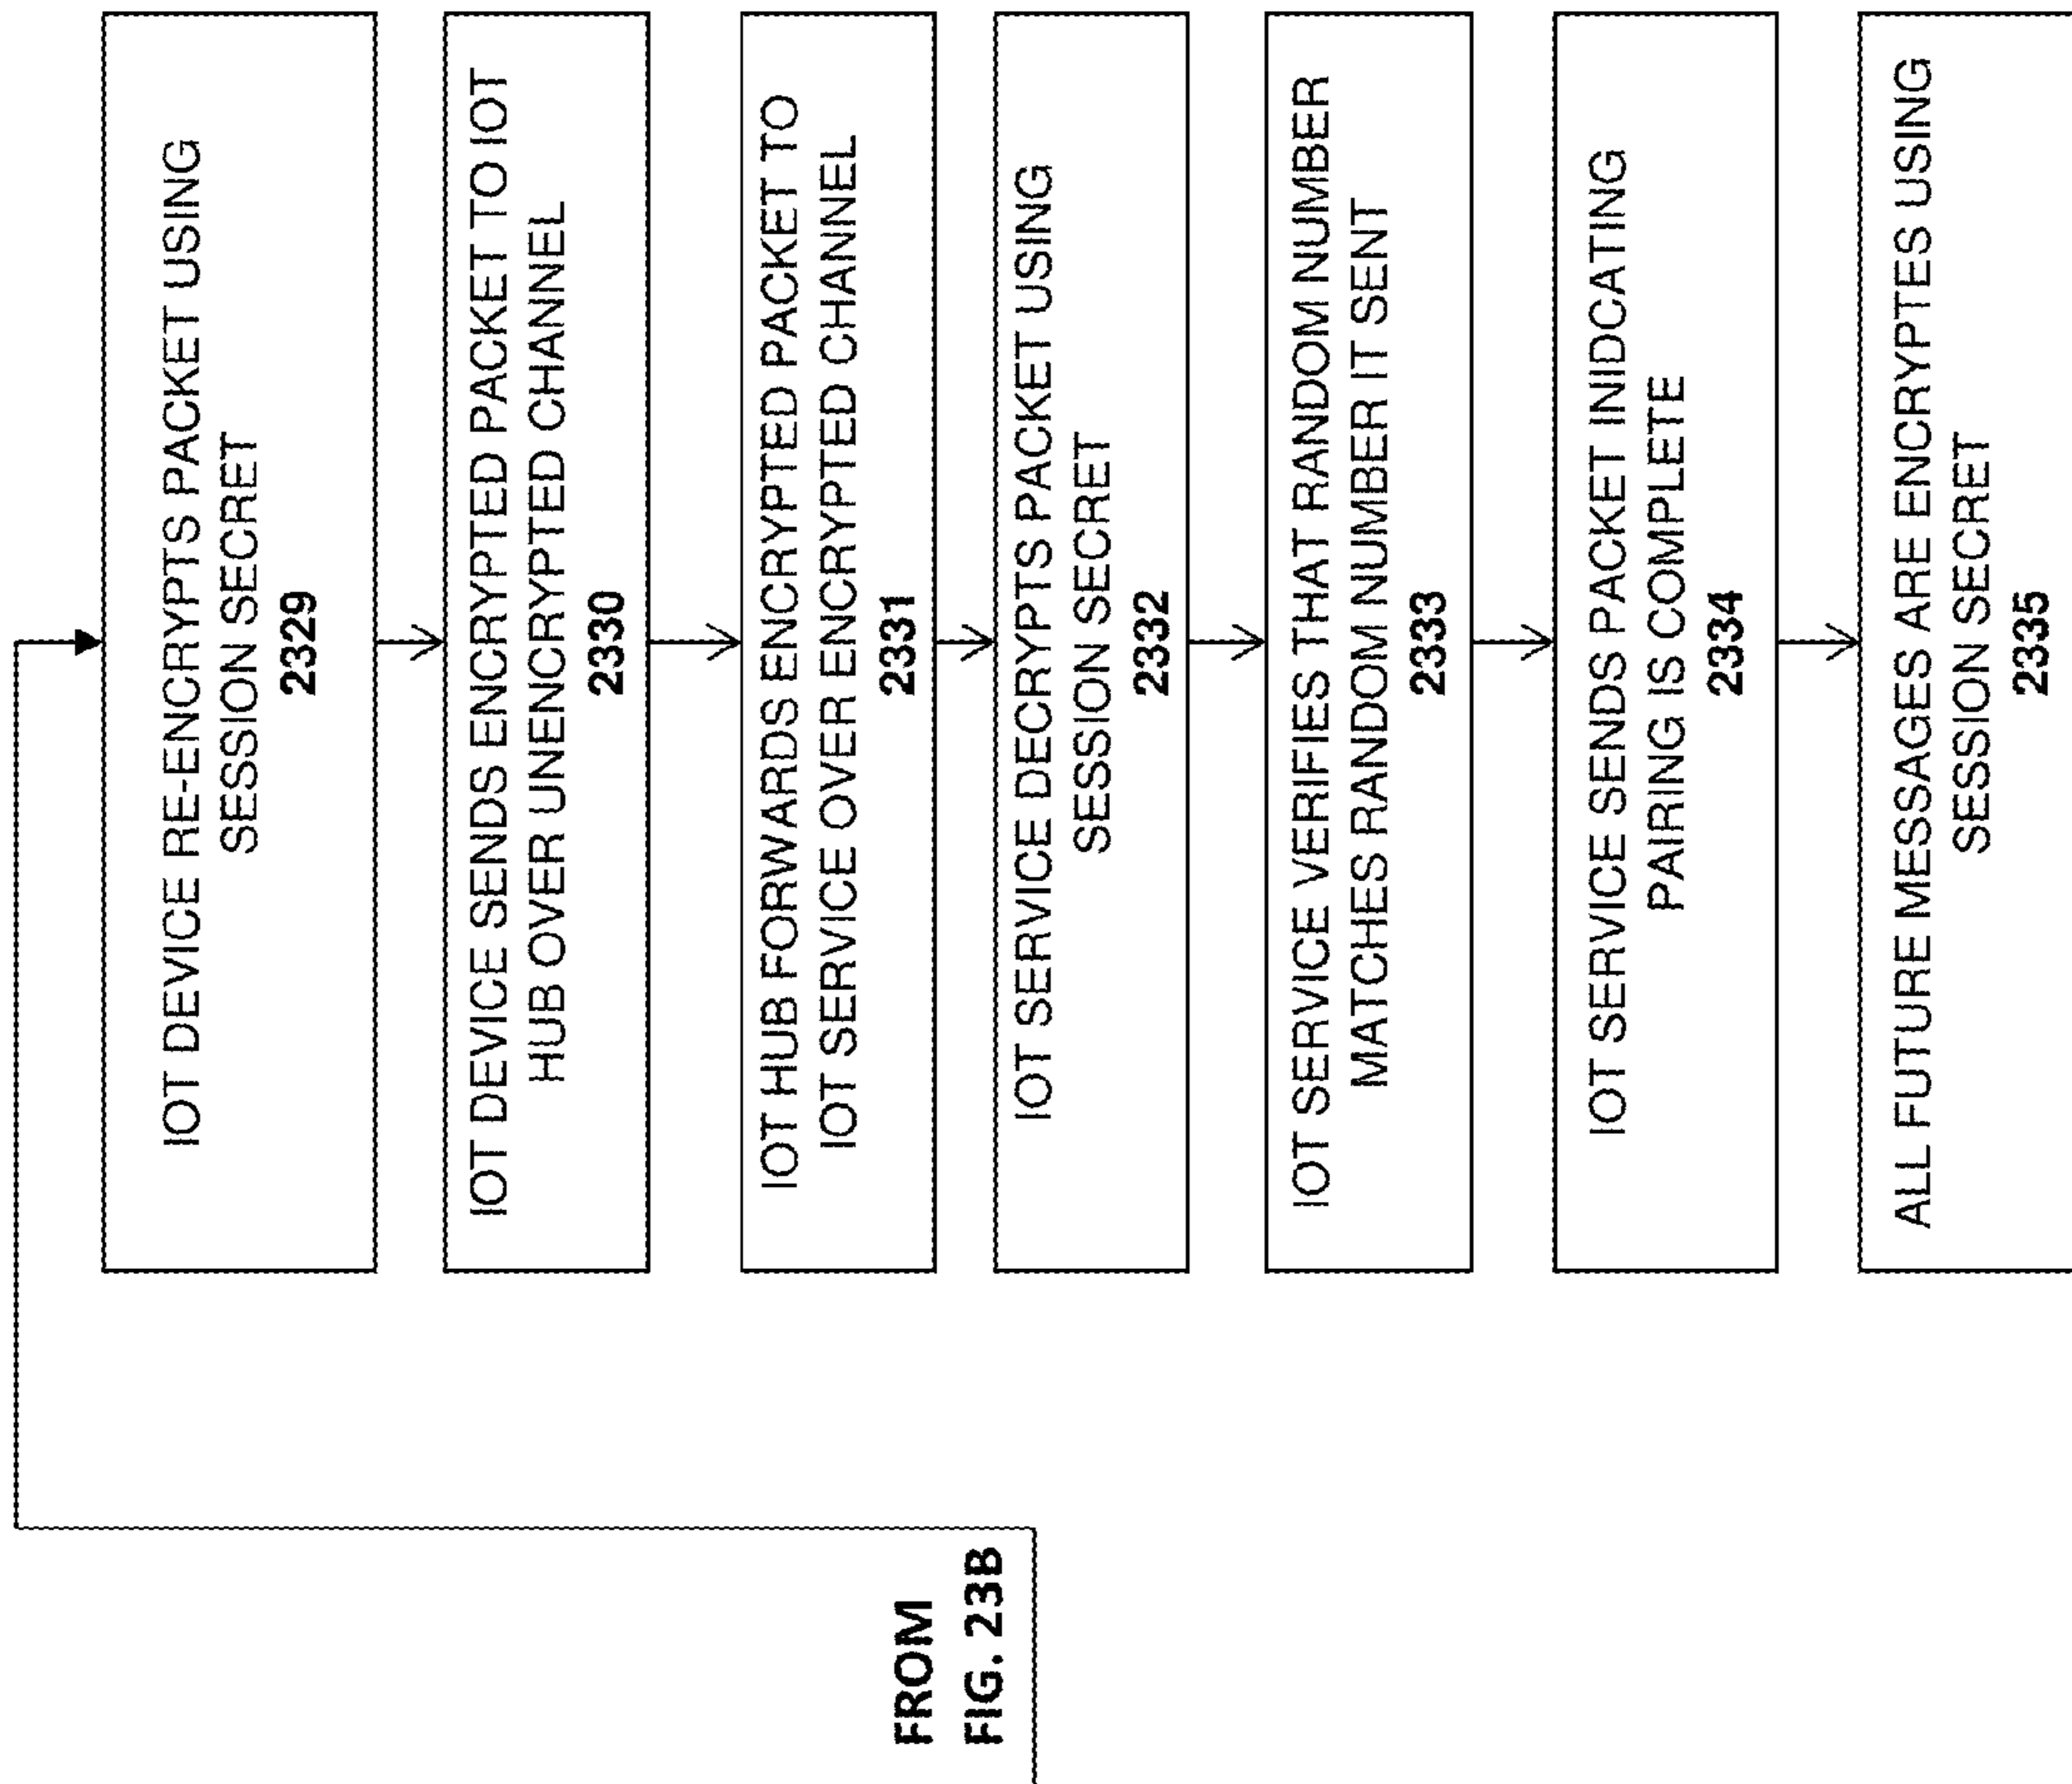 FROM
FIG. 23B
IOT DEVICE RE-ENCRYPTS PACKET USING
SESSION SECRET
2329
IOT DEVICE SENDS ENCRYPTED PACKET TO IOT
HUB OVER UNENCRYPTED CHANNEL
2330
IOT HUB FORWARDS ENCRYPTED PACKET TO
IOT SERVICE OVER ENCRYPTED CHANNEL
2331
IOT SERVICE DECRYPTS PACKET USING
SESSION SECRET
2332
IOT SERVICE VERIFIES THAT RANDOM NUMBER
MATCHES RANDOM NUMBER IT SENT
2333
IOT SERVICE SENDS PACKET INIDCATING
PAIRING IS COMPLETE
2334
ALL FUTURE MESSAGES ARE ENCRYPTES USING
SESSION SECRET
2335